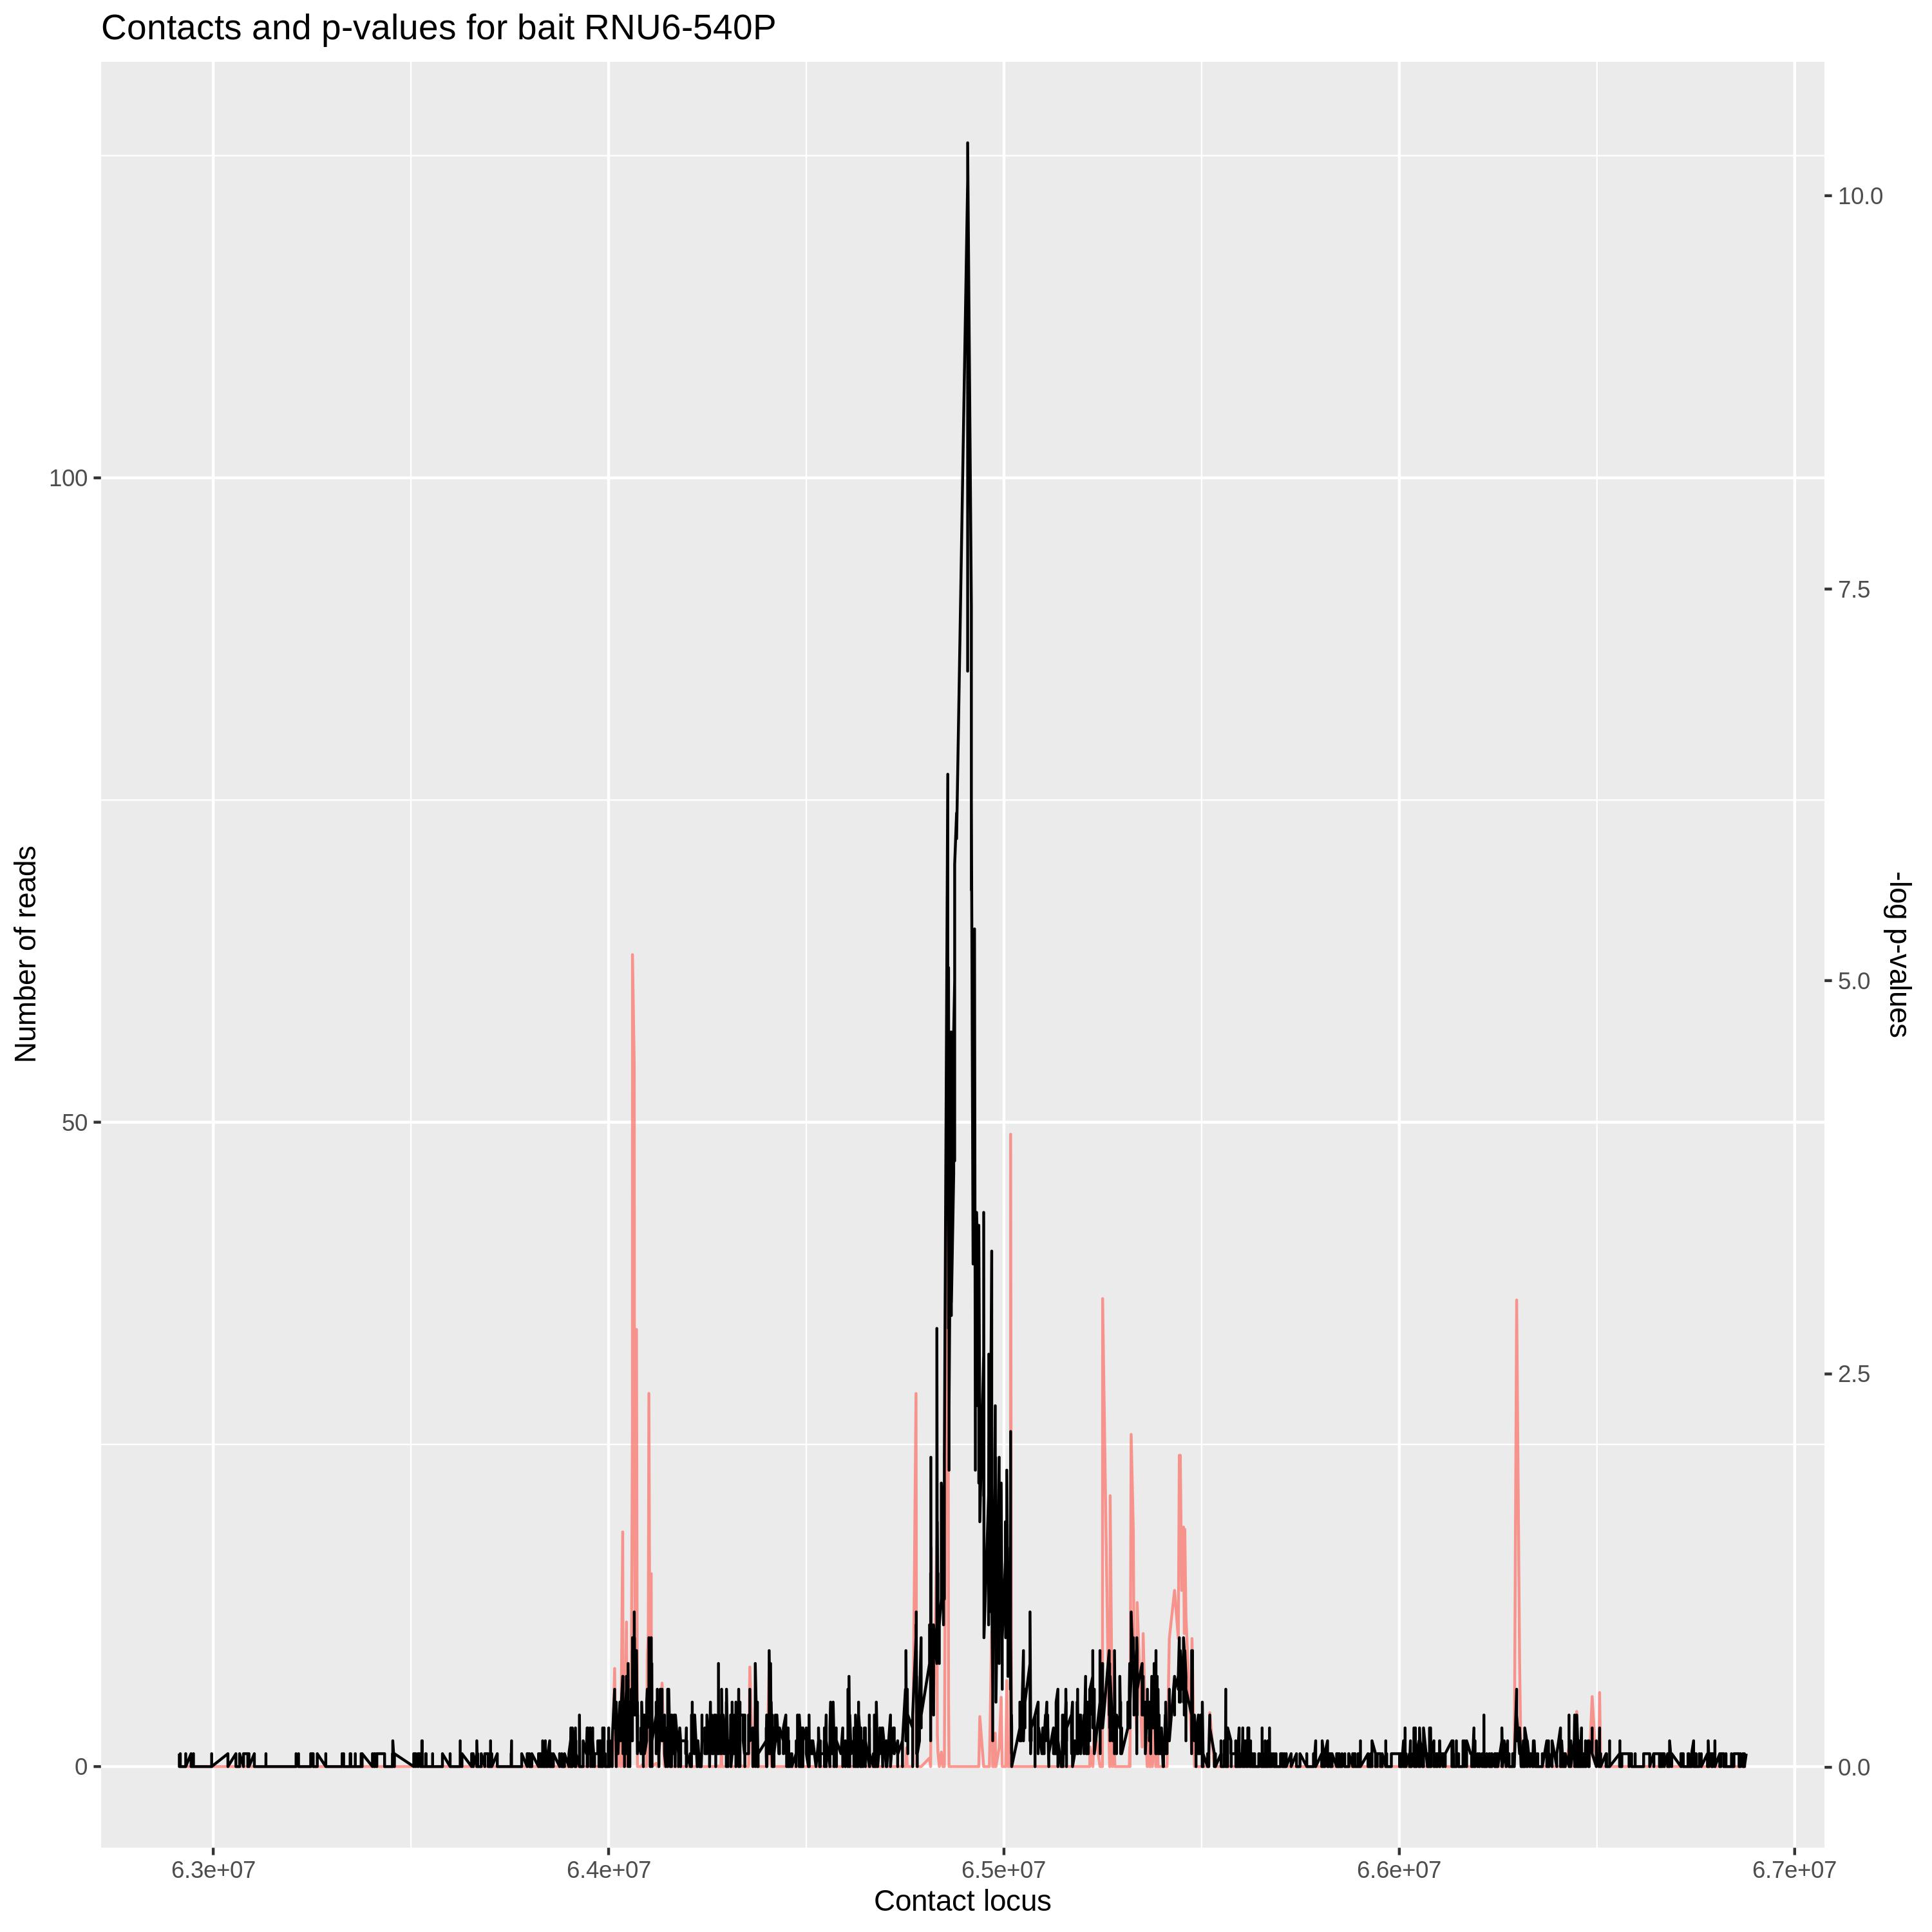 Contacts and p-values for bait RNU6-540P
Number of reads
100
50
0
10.0
7.5
5.0
2.5
0.0
-log p-values
6.3e+07
6.4e+07
6.5e+07
6.6e+07
6.7e+07
Contact locus